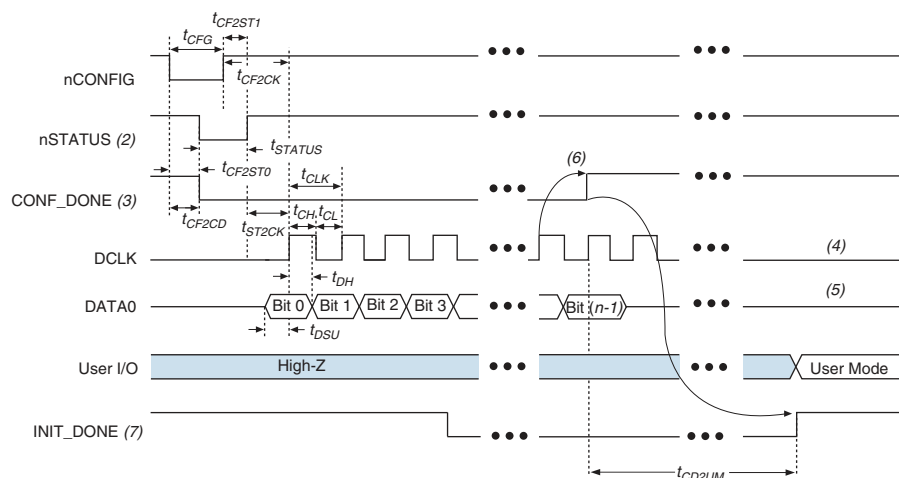 tCF2ST1
tCFG
nCONFIG
tCF2CK
nSTATUS (2)
tSTATUS
tCF2ST0
tCLK
(6)
CONF_DONE (3)
tCF2CD
tST2CK
tCH
tCL
DCLK
(4)
tDH
DATA0
Bit 0
Bit 1
Bit 2
Bit 3
Bit (n-1)
(5)
tDSU
User I/O
High-Z
User Mode
INIT_DONE (7)
tCD2UM